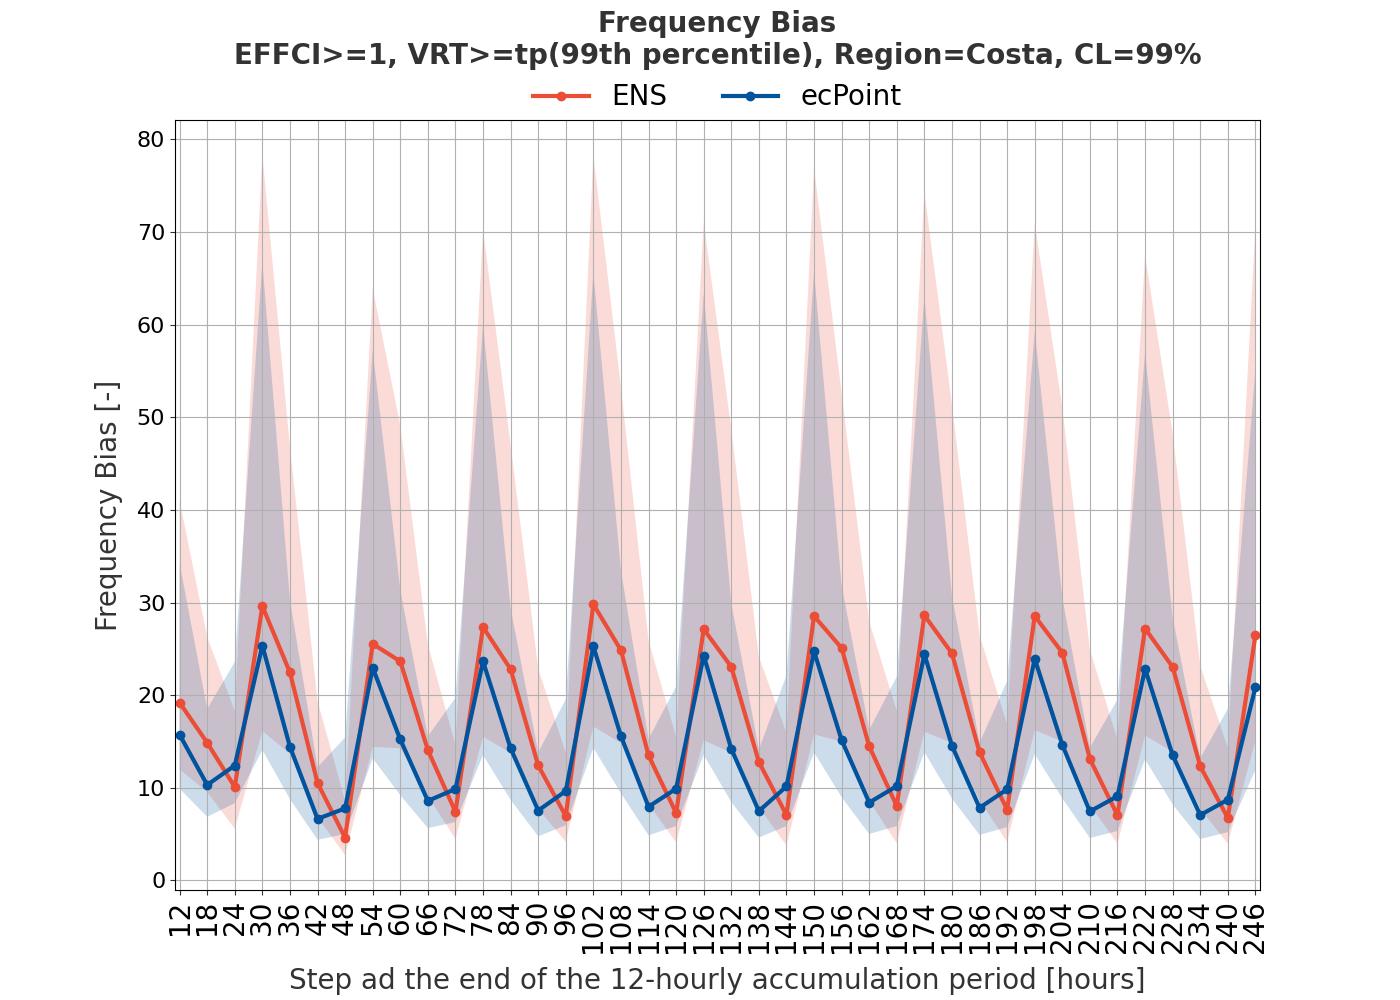 Frequency Bias
EFFCI>=1, VRT>=tp(99th percentile), Region=Costa, CL=99%
ENS ecPoint
80
70
60
50
40
30
20
10
0
Frequency Bias [-]
12 18 24 30 36 42 48 54 60 66 72 78 84 90 96 102 108 114 120 126 132 138 144 150 156 162 168 174 180 186 192 198 204 210 216 222 228 234 240 246
Step ad the end of the 12-hourly accumulation period [hours]